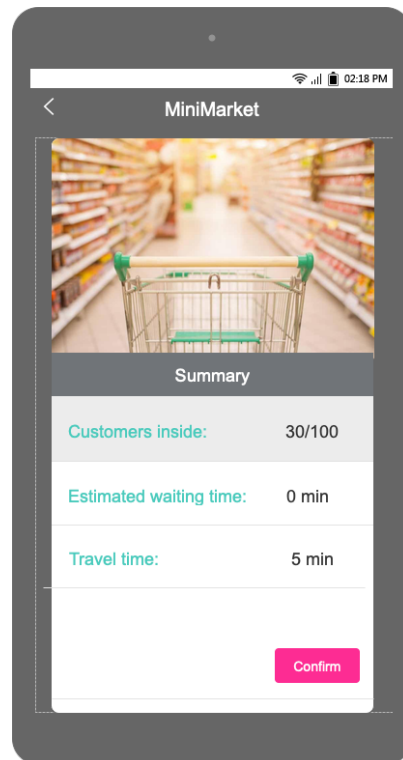 02:18 PM
MiniMarket
Summary
Customers inside: 30/100
Estimated waiting time: 0 min
Travel time: 5 min
Confirm